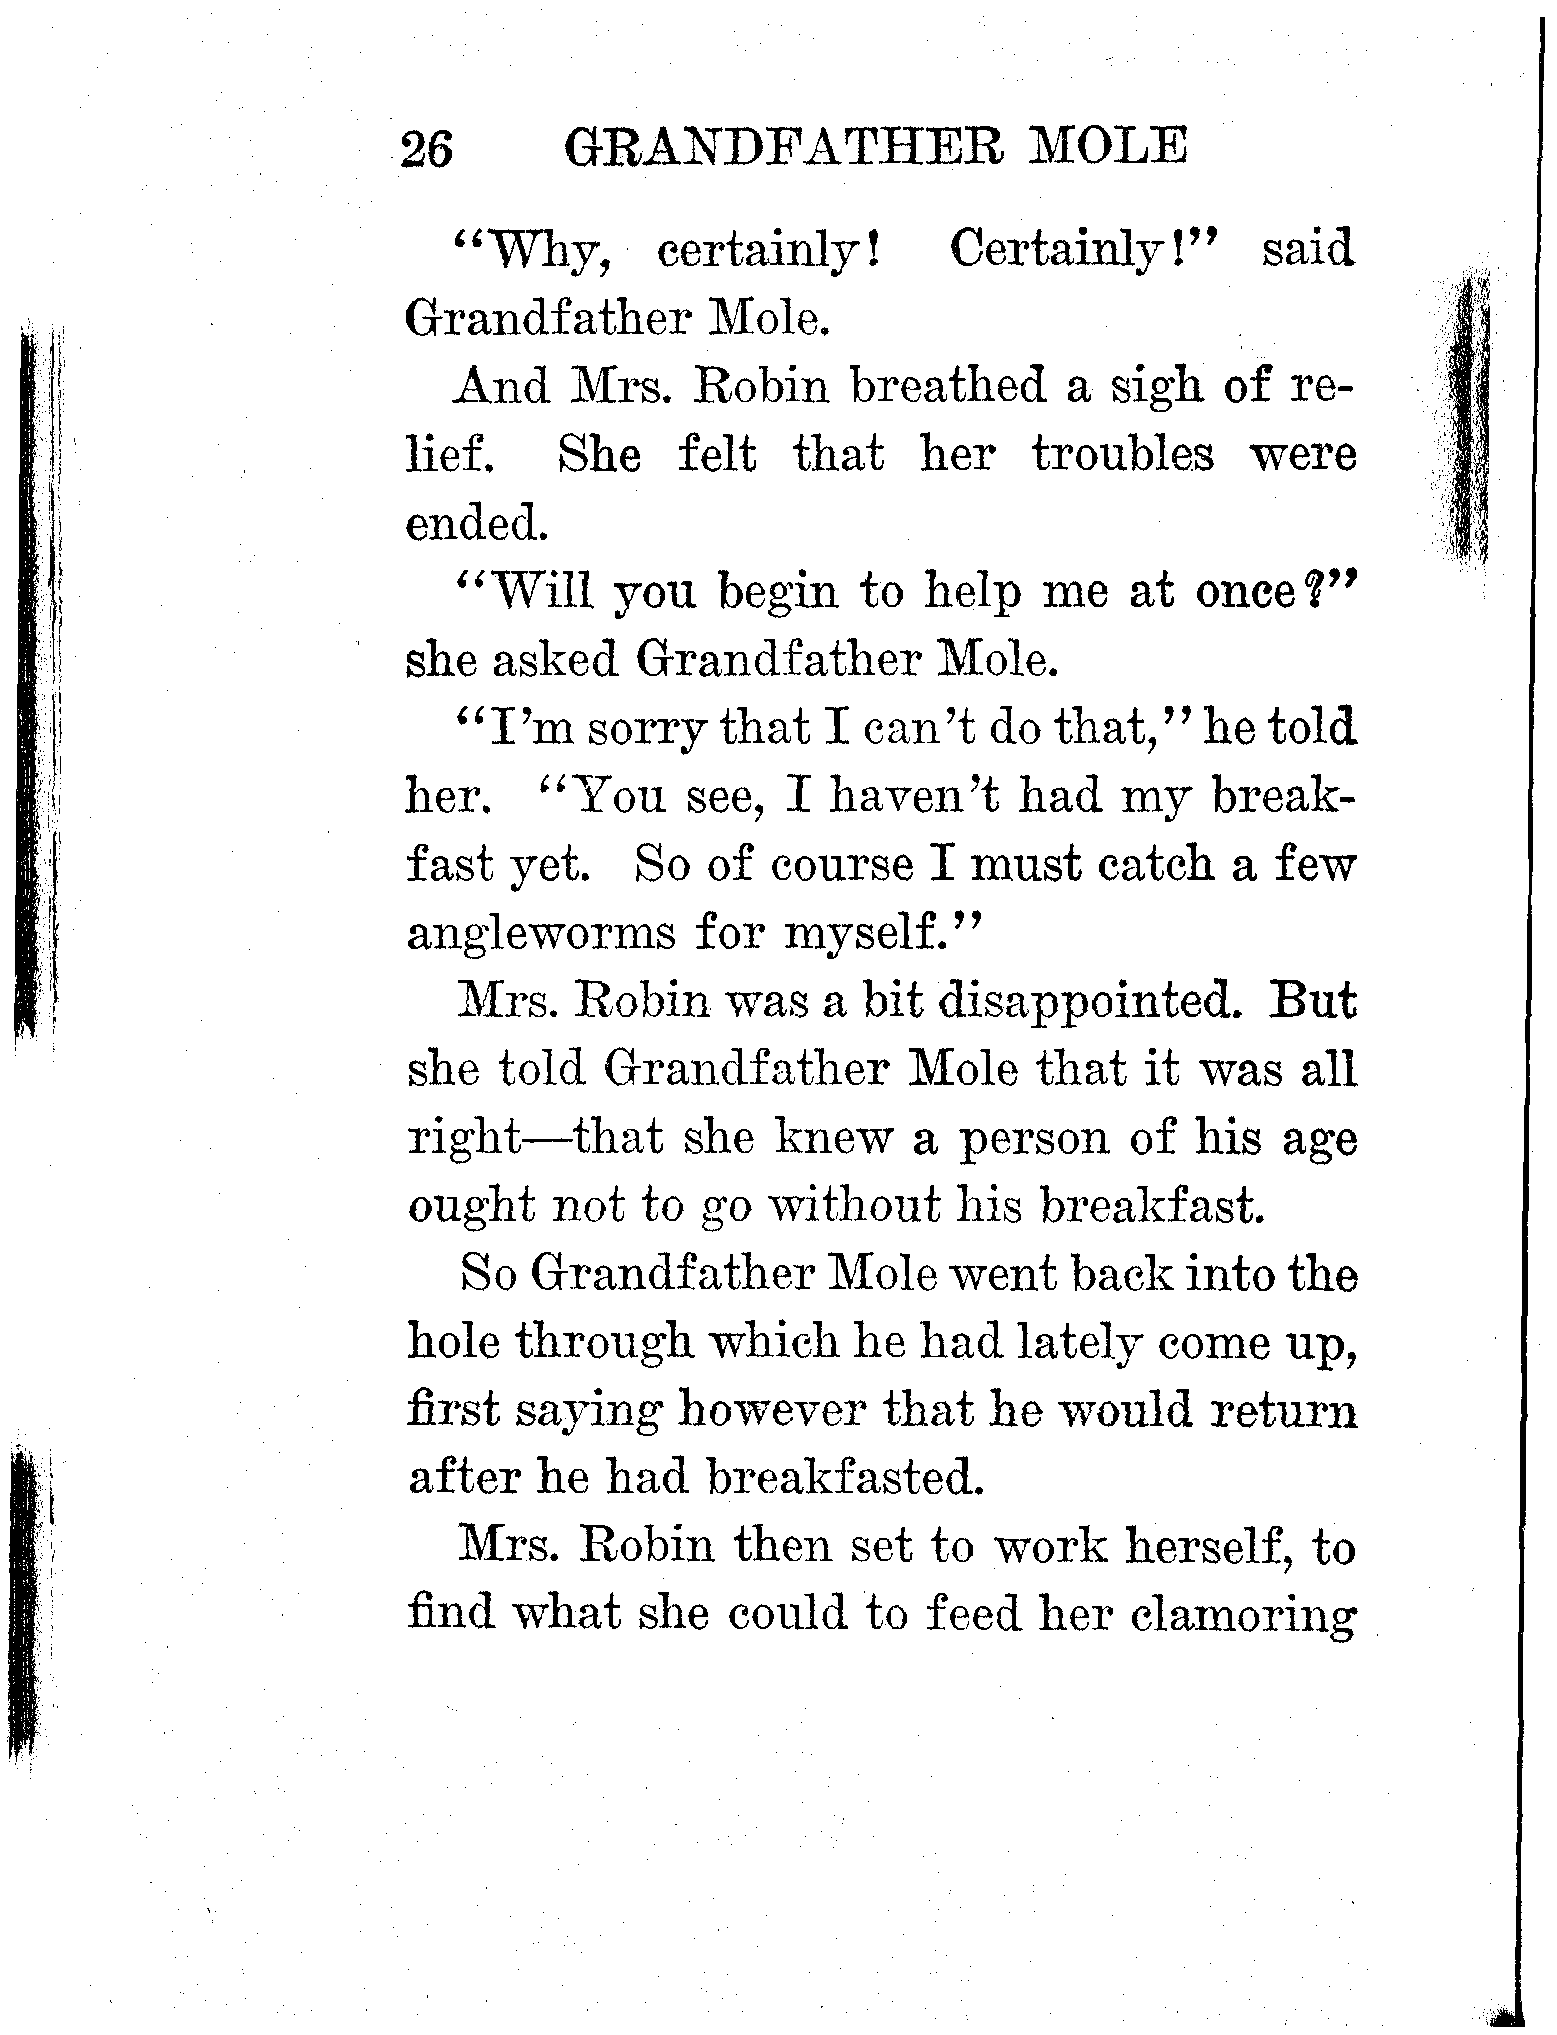 26 GRANDFATHER MOLE
"Why, certainly! Certainly!" said
Grandfather Mole.
And Mrs. Robin breathed a sigh of re-
lief. She felt that her troubles were
ended.
"Will you begin to help me at once?"
she asked Grandfather Mole.
"I'm sorry that I can't do that," he told
her. "You see, I haven't had my break-
fast yet. So of course I must catch a few
angleworms for myself."
Mrs. Robin was a bit disappointed. But
she told Grandfather Mole that it was all
right—that she knew a person of his age
ought not to go without his breakfast.
So Grandfather Mole went back into the
hole through which he had lately come up,
first saying however that he would return
after he had breakfasted.
Mrs. Robin then set to work herself, to
find what she could to feed her clamoring